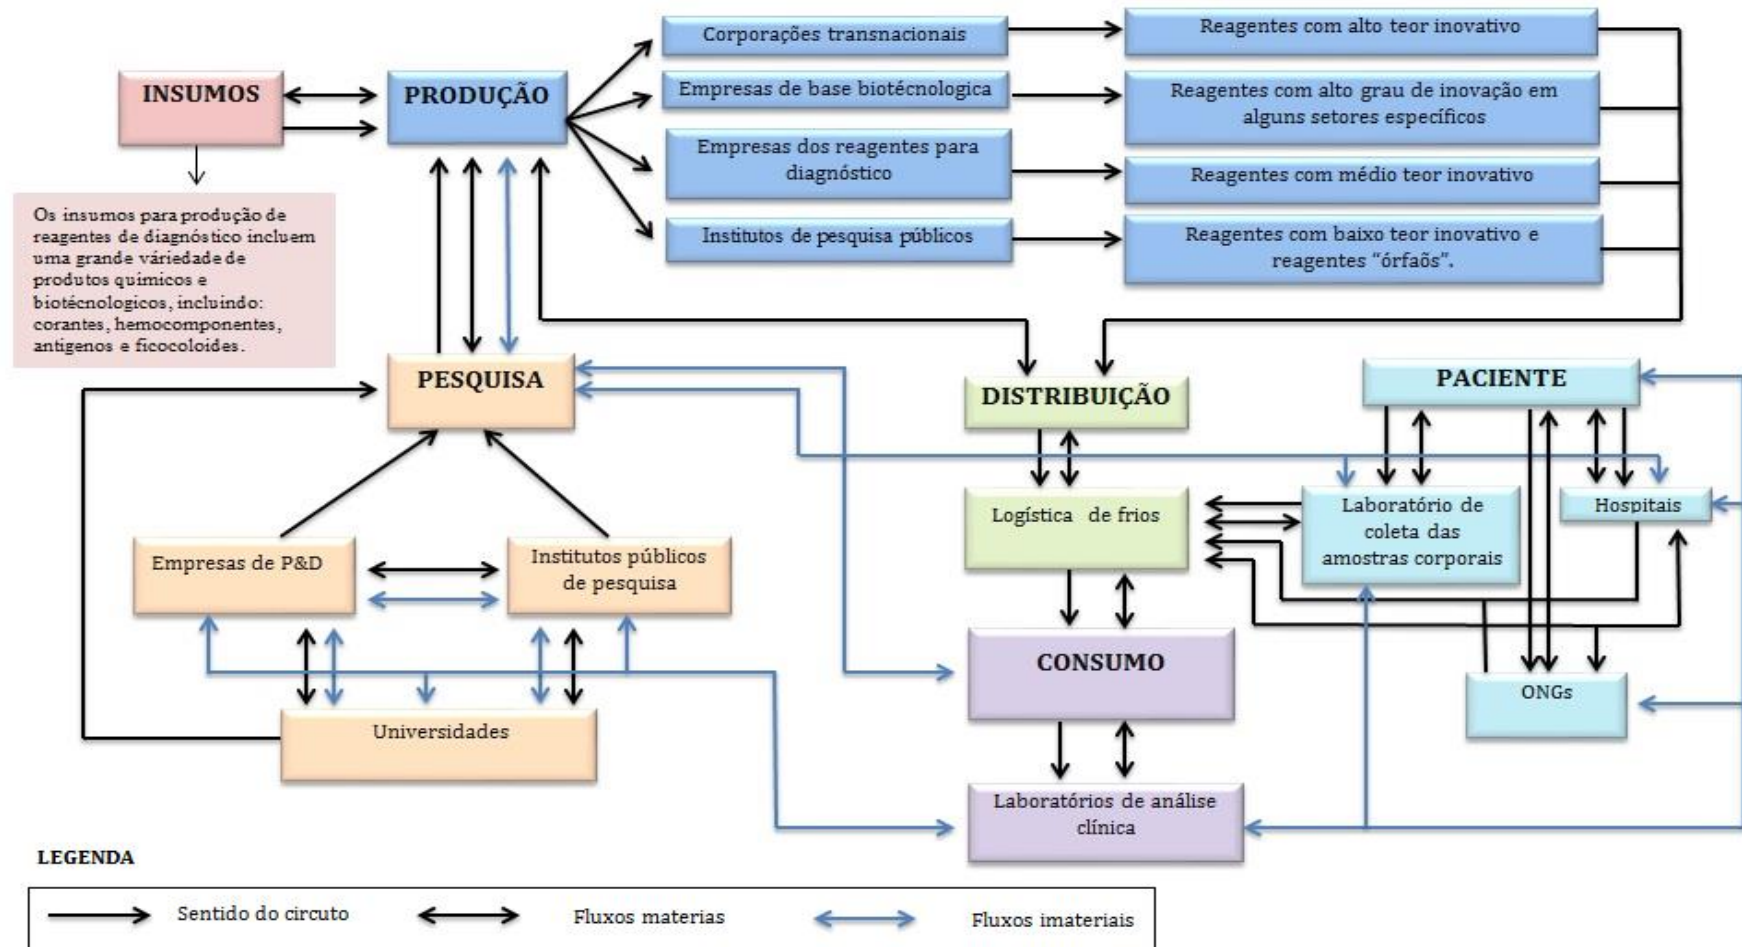 Corporações transnacionais
Reagentes com alto teor inovativo
INSUMOS
PRODUÇÃO
Empresas de base biotécnologica
Reagentes com alto grau de inovação em
alguns setores específicos
Empresas dos reagentes para
diagnóstico
Reagentes com médio teor inovativo
Institutos de pesquisa públicos
Reagentes com baixo teor inovativo e
reagentes “órfaõs”.
Os insumos para produção de
reagentes de diagnóstico incluem
uma grande váriedade de
produtos químicos e
biotécnologicos, incluindo:
corantes, hemocomponentes,
antígenos e ficocoloides.
PESQUISA
DISTRIBUIÇÃO
PACIENTE
Logística de frios
Laboratório de
coleta das
amostras corporais
Hospitais
Empresas de P&D
Institutos públicos
de pesquisa
CONSUMO
ONGs
Universidades
Laboratórios de análise
clínica
LEGENDA
Sentido do circuto
Fluxos materias
Fluxos imateriais